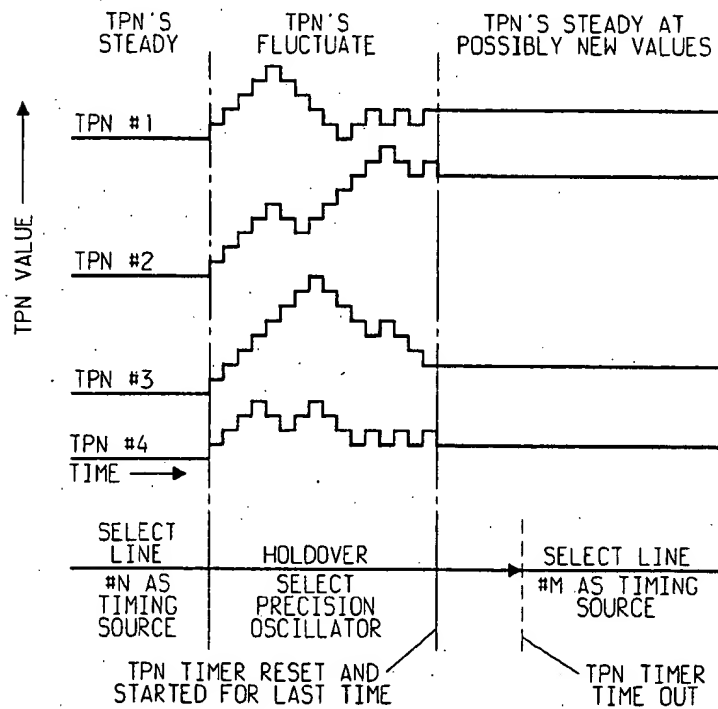 TPN'S
STEADY
TPN'S
FLUCTUATE
TPN'S STEADY AT
POSSIBLY NEW VALUES
TPN VALUE
TPN #1
TPN #2
TPN #3
TPN #4
TIME
SELECT
LINE
#N AS
TIMING
SOURCE
HOLDOVER
SELECT
PRECISION
OSCILLATOR
SELECT LINE
#M AS TIMING
SOURCE
TPN TIMER RESET AND
STARTED FOR LAST TIME
TPN TIMER
TIME OUT